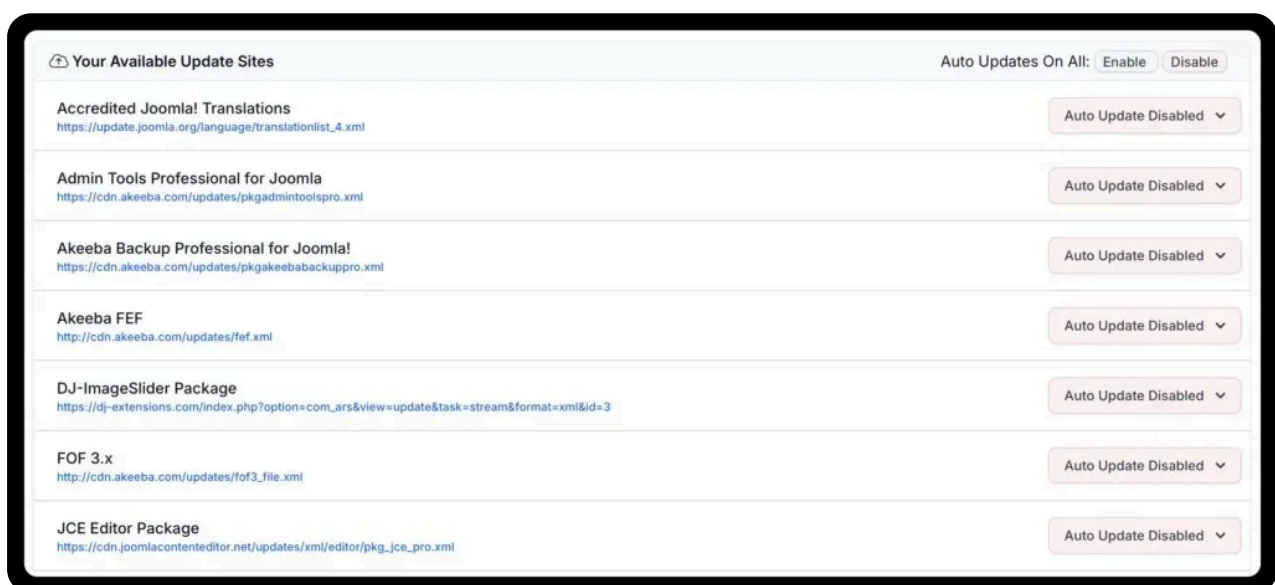 Your Available Update Sites
Auto Updates On All: Enable Disable
Accredited Joomla! Translations
https://update.joomla.org/language/translationlist_4.xml
Auto Update Disabled
Admin Tools Professional for Joomla
https://cdn.akeeba.com/updates/pkgadmintoolspro.xml
Auto Update Disabled
Akeeba Backup Professional for Joomla!
https://cdn.akeeba.com/updates/pkgakeebabackuppro.xml
Auto Update Disabled
Akeeba FEF
http://cdn.akeeba.com/updates/fef.xml
Auto Update Disabled
DJ-ImageSlider Package
https://dj-extensions.com/index.php?option=com_ars&view=update&task=stream&format=xml&id=3
Auto Update Disabled
FOF 3.x
http://cdn.akeeba.com/updates/fof3_file.xml
Auto Update Disabled
JCE Editor Package
https://cdn.joomlacontenteditor.net/updates/xml/editor/pkg_jce_pro.xml
Auto Update Disabled